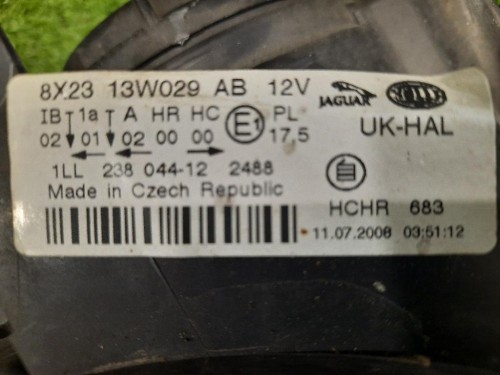 8X23 13W029 AB 12V
JAGUAR HELLA
IB 1a A HR HC E1 PL
02 01 02 00 00 17,5
UK-HAL
1LL 238 044-12 2488
Made in Czech Republic
HCHR 683
11.07.2008 03:51:12